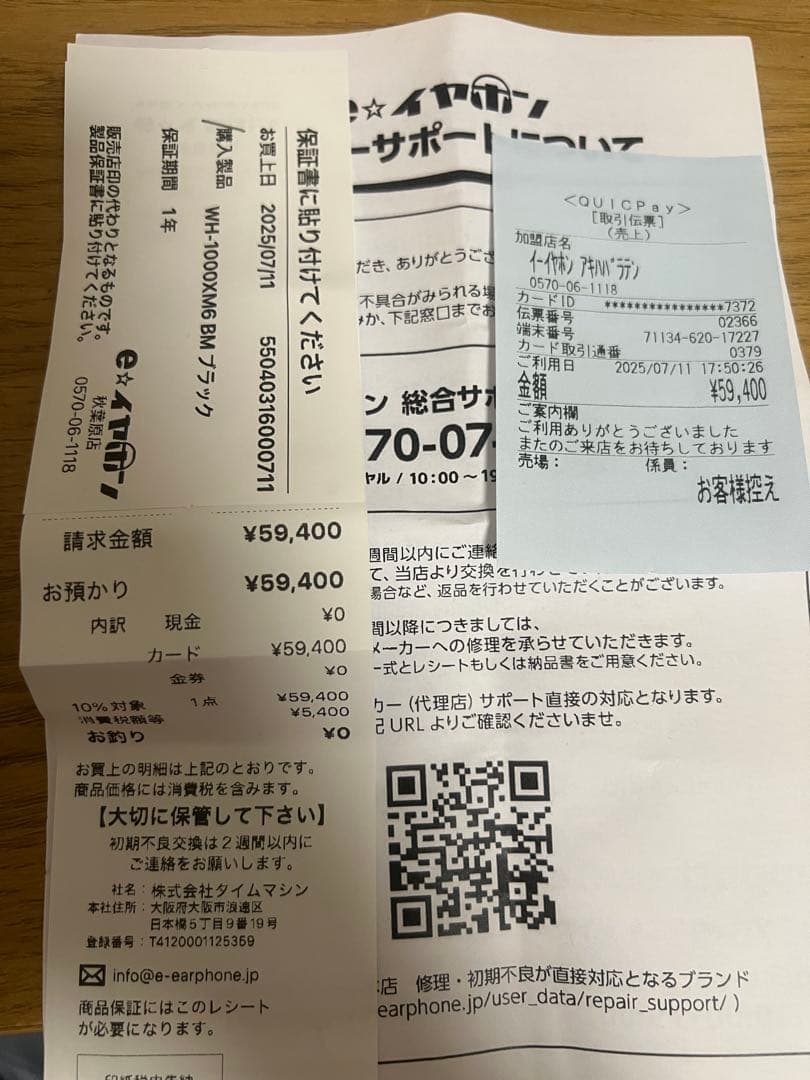 保証書に貼り付けてください
お買上日 2025/07/11 55040316000711
購入製品 WH-1000XM6 BM ブラック
保証期間 1年
販売店印の代わりとなるものです。
製品保証書に貼り付けてください。
e☆イヤホン
秋葉原店
0570-06-1118
請求金額 ¥59,400
お預かり ¥59,400
内訳 現金 ¥0
カード ¥59,400
金券 ¥0
10%対象 1点 ¥59,400
消費税額等 ¥5,400
お釣り ¥0
お買上の明細は上記のとおりです。
商品価格には消費税を含みます。
【大切に保管して下さい】
初期不良交換は2週間以内に
ご連絡をお願いします。
社名：株式会社タイムマシン
本社住所：大阪府大阪市浪速区
日本橋5丁目9番19号
登録番号：T4120001125359
info@e-earphone.jp
商品保証にはこのレシート
が必要になります。
e☆イヤホン
ーサポートについて
だき、ありがとうござ
不具合がみられる場
か、下記窓口までお
ン 総合サポ
70-07-
ヤル / 10:00～19
週間以内にご連絡
て、当店より交換を行わ
場合など、返品を行わせていただくことがございます。
間以降につきましては、
メーカーへの修理を承らせていただきます。
一式とレシートもしくは納品書をご用意ください。
カー（代理店）サポート直接の対応となります。
記URLよりご確認くださいませ。
店 修理・初期不良が直接対応となるブランド
earphone.jp/user_data/repair_support/ )
<QUICPay>
[取引伝票]
(売上)
加盟店名
イーイヤホン アキハバラテン
0570-06-1118
カードID ****************7372
伝票番号 02366
端末番号 71134-620-17227
カード取引通番 0379
ご利用日 2025/07/11 17:50:26
金額 ¥59,400
ご案内欄
ご利用ありがとうございました
またのご来店をお待ちしております
売場： 係員：
お客様控え